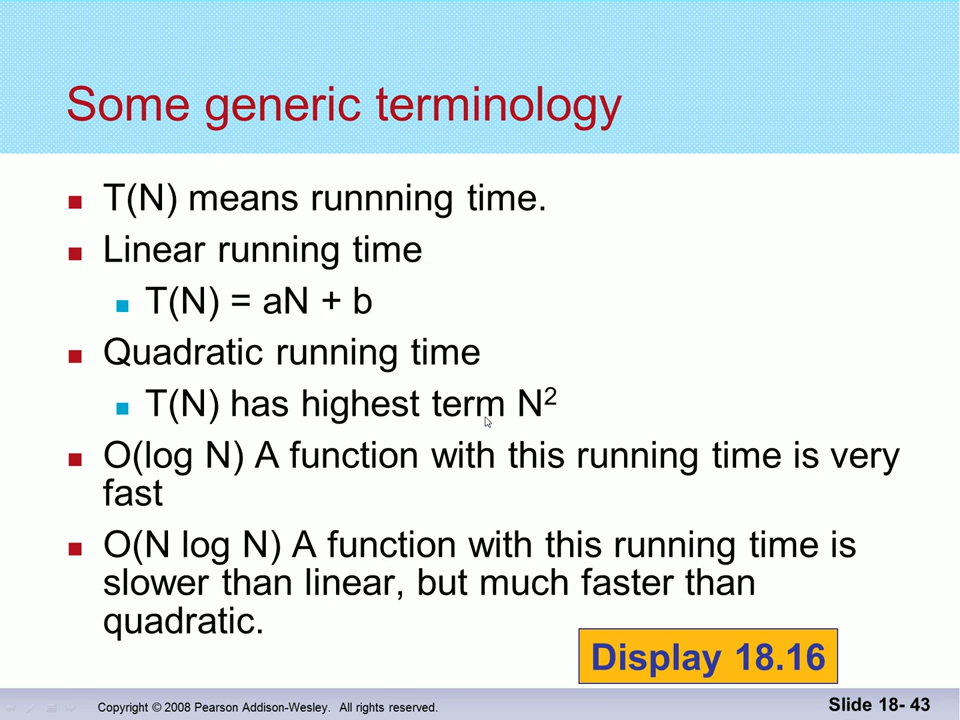 Some generic terminology
T(N) means runnning time.
Linear running time
T(N) = aN + b
Quadratic running time
T(N) has highest term N²
O(log N) A function with this running time is very
fast
O(N log N) A function with this running time is
slower than linear, but much faster than
quadratic.
Display 18.16
Copyright © 2008 Pearson Addison-Wesley. All rights reserved.
Slide 18- 43